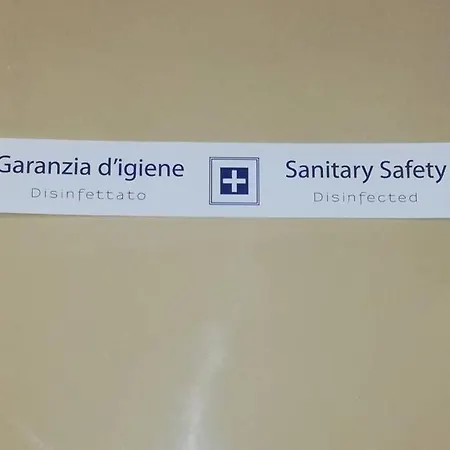 Garanzia d'igiene
Disinfettato
Sanitary Safety
Disinfected